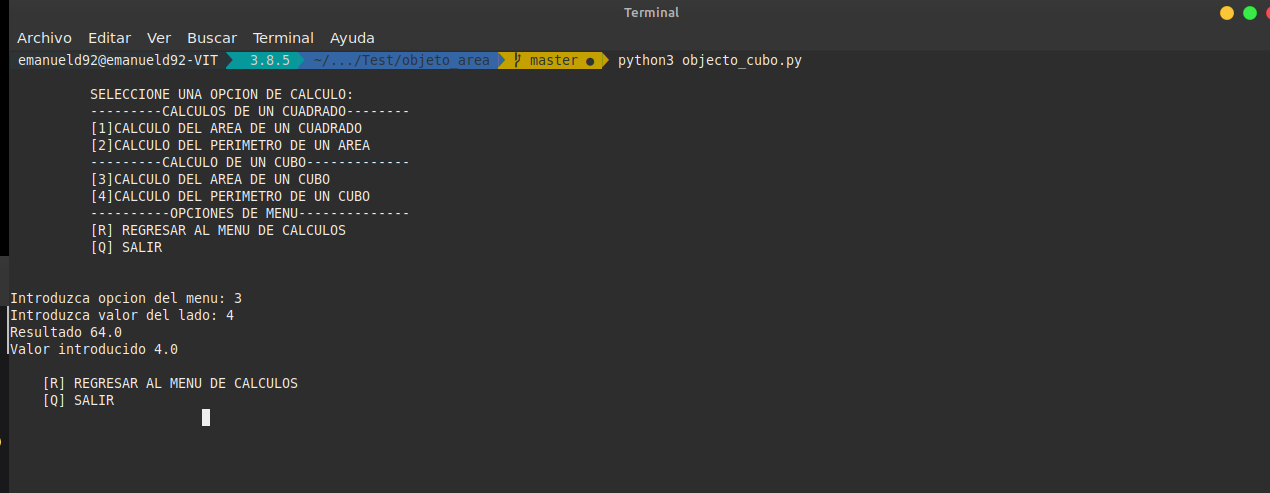 Terminal
Archivo Editar Ver Buscar Terminal Ayuda
emanueld92@emanueld92-VIT 3.8.5 ~/.../Test/objeto_area master ● python3 objecto_cubo.py
SELECCIONE UNA OPCION DE CALCULO:
---------CALCULOS DE UN CUADRADO--------
[1]CALCULO DEL AREA DE UN CUADRADO
[2]CALCULO DEL PERIMETRO DE UN AREA
---------CALCULO DE UN CUBO-------------
[3]CALCULO DEL AREA DE UN CUBO
[4]CALCULO DEL PERIMETRO DE UN CUBO
----------OPCIONES DE MENU--------------
[R] REGRESAR AL MENU DE CALCULOS
[Q] SALIR
Introduzca opcion del menu: 3
Introduzca valor del lado: 4
Resultado 64.0
Valor introducido 4.0
[R] REGRESAR AL MENU DE CALCULOS
[Q] SALIR